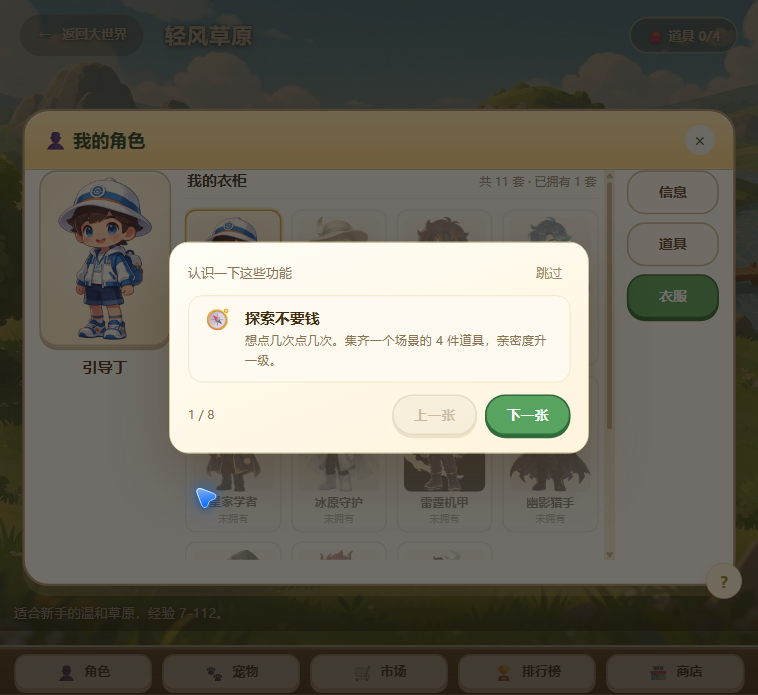 ← 返回大世界
轻风草原
道具 0/4
我的角色
×
我的衣柜
共 11 套 · 已拥有 1 套
信息
道具
衣服
引导丁
认识一下这些功能
跳过
探索不要钱
想点几次点几次。集齐一个场景的 4 件道具，亲密度升
一级。
1 / 8
上一张
下一张
皇家学者
冰原守护
雷霆机甲
幽影猎手
未拥有
未拥有
未拥有
未拥有
?
适合新手的温和草原，经验 7-112。
角色
宠物
市场
排行榜
商店